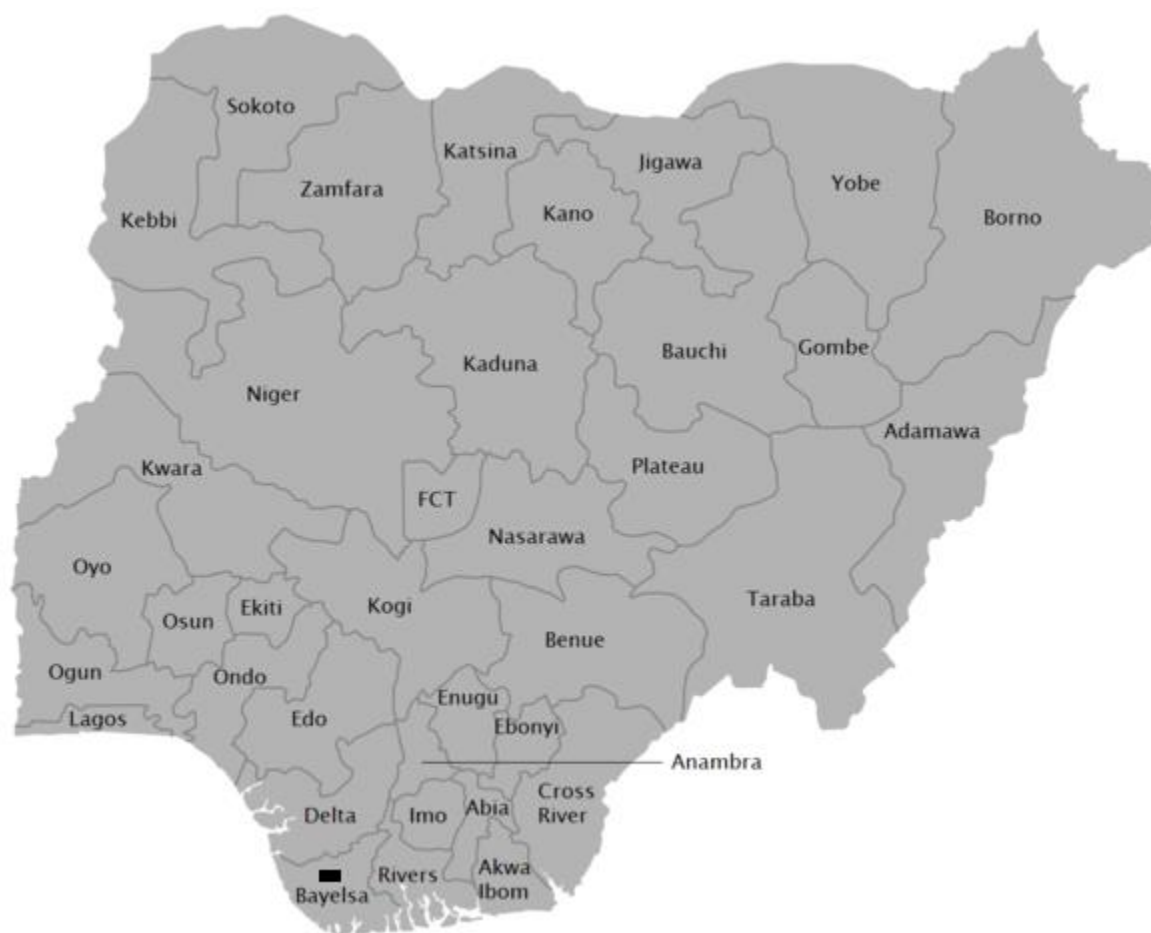 Sokoto
Katsina
Jigawa
Zamfara
Yobe
Kano
Kebbi
Borno
Bauchi
Gombe
Kaduna
Niger
Adamawa
Kwara
Plateau
FCT
Nasarawa
Oyo
Taraba
Kogi
Ekiti
Osun
Benue
Ogun
Ondo
Enugu
Lagos
Edo
Ebonyi
Anambra
Cross
River
Delta
Imo
Abia
Rivers
Akwa
Ibom
Bayelsa